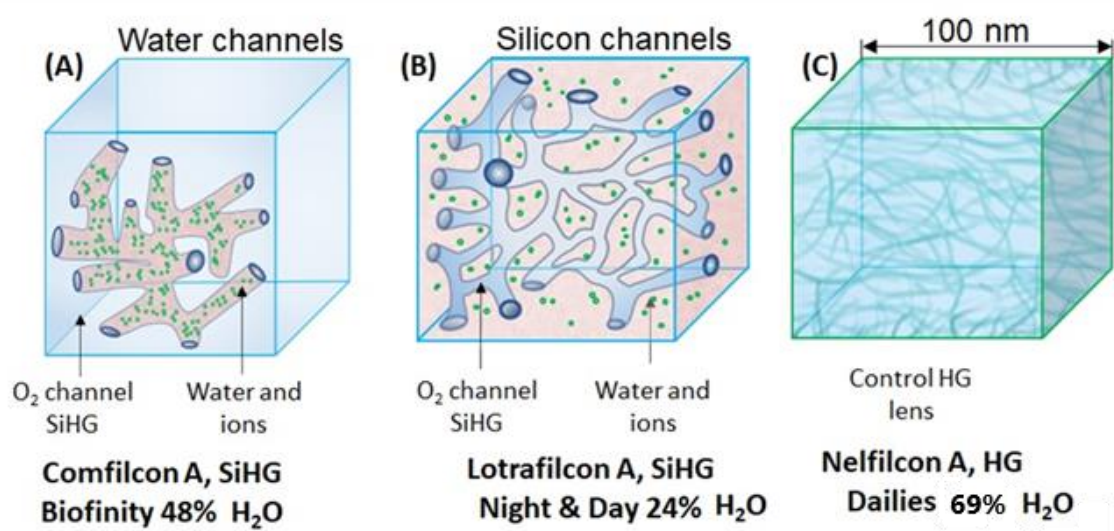 Water channels
(A)
O₂ channel
SiHG
Water and
ions
Comfilcon A, SiHG
Biofinity 48% H₂O
Silicon channels
(B)
O₂ channel
SiHG
Water and
ions
Lotrafilcon A, SiHG
Night & Day 24% H₂O
100 nm
(C)
Control HG
lens
Nelfilcon A, HG
Dailies 69% H₂O